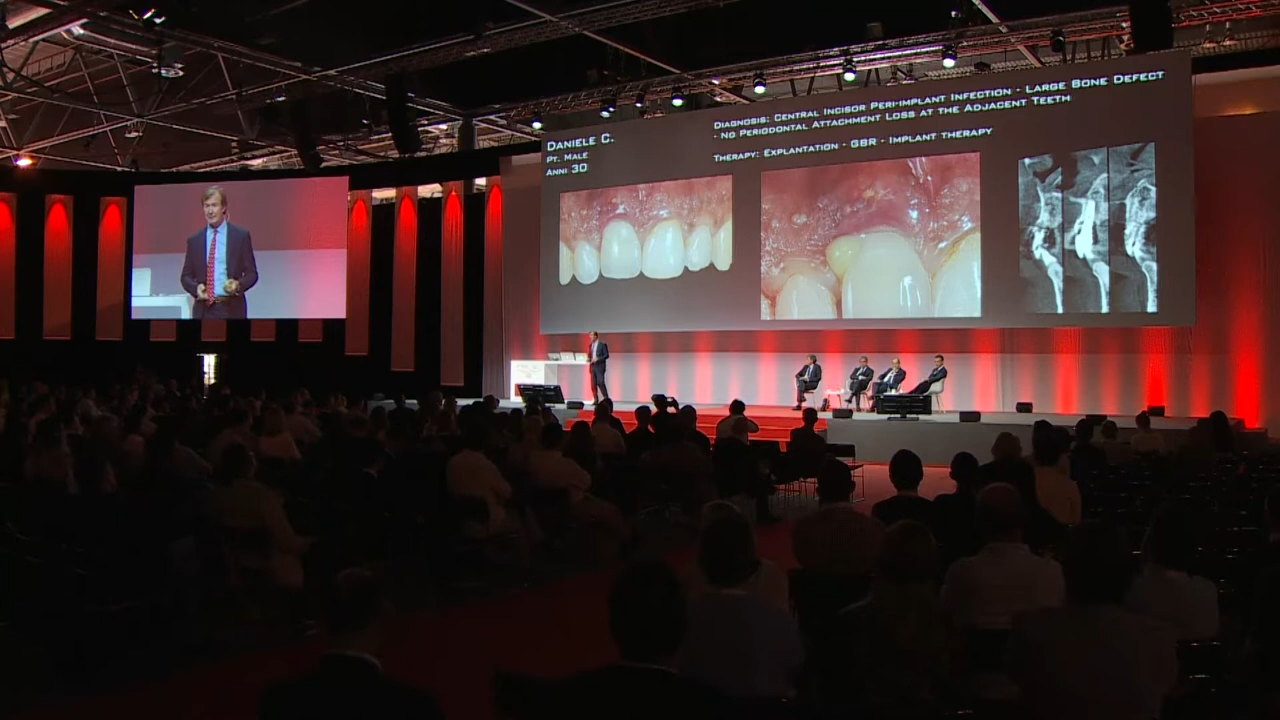 DANIELE C.
PT. MALE
ANNI: 30
DIAGNOSIS: CENTRAL INCISOR PERI-IMPLANT INFECTION - LARGE BONE DEFECT
- NO PERIODONTAL ATTACHMENT LOSS AT THE ADJACENT TEETH
THERAPY: EXPLANTATION - GBR - IMPLANT THERAPY